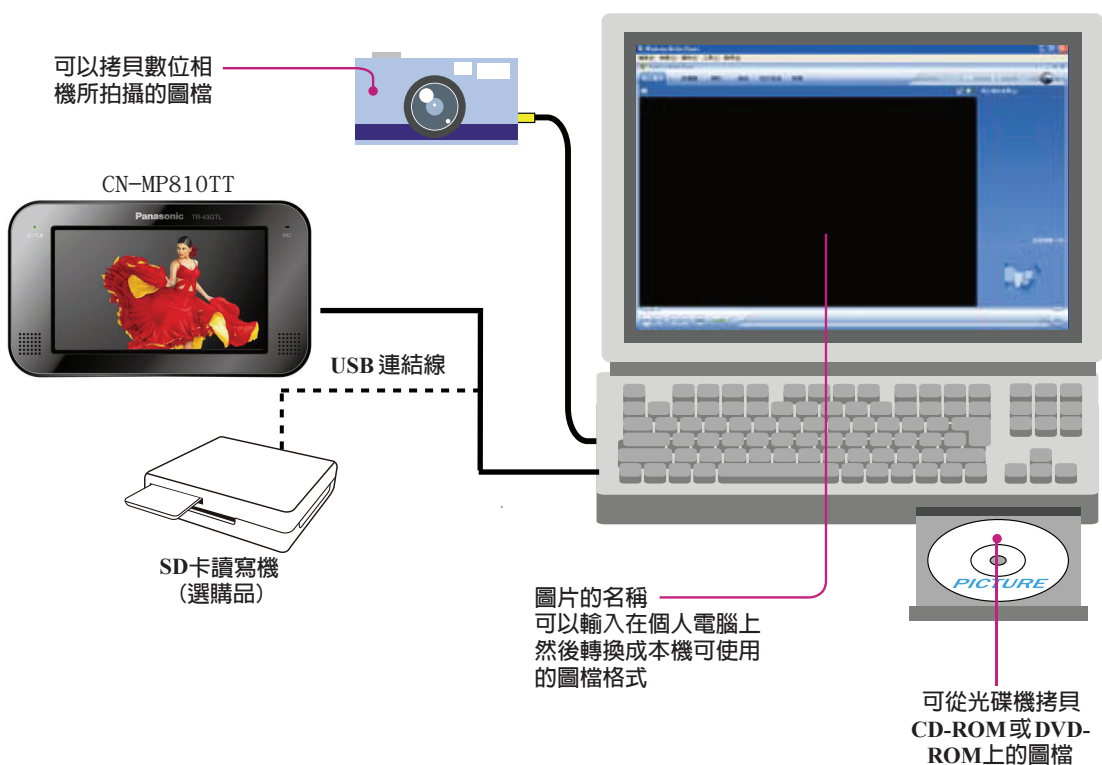 可以拷貝數位相
機所拍攝的圖檔
CN-MP810TT
Panasonic TR-43GTL
MIC
USB 連結線
SD卡讀寫機
（選購品）
圖片的名稱
可以輸入在個人電腦上
然後轉換成本機可使用
的圖檔格式
PICTURE
可從光碟機拷貝
CD-ROM或DVD-
ROM上的圖檔